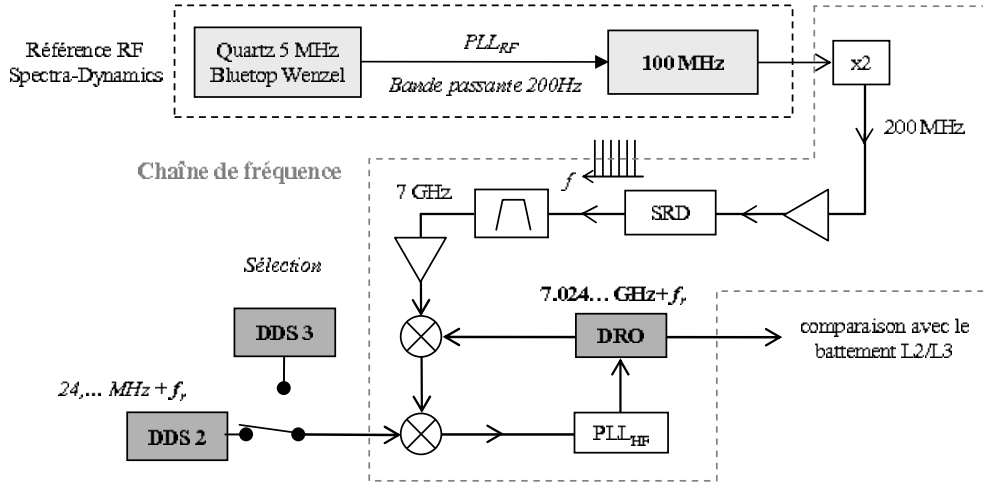 Référence RF
Spectra-Dynamics
Quartz 5 MHz
Bluetop Wenzel
PLL_RF
Bande passante 200Hz
100 MHz
x2
200 MHz
Chaîne de fréquence
f
7 GHz
SRD
Sélection
7.024… GHz+ f_r
DDS 3
DRO
comparaison avec le
battement L2/L3
24,… MHz + f_r
DDS 2
PLL_HF